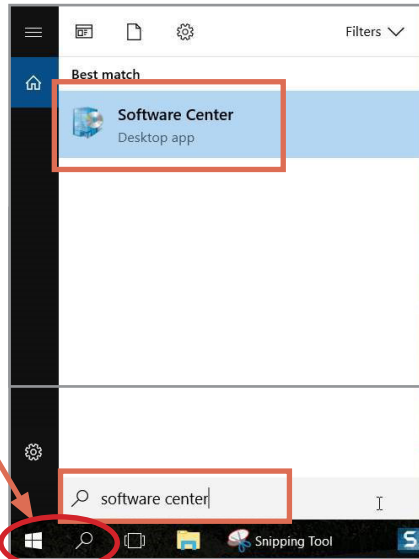 Filters
Best match
Software Center
Desktop app
software center
Snipping Tool
S